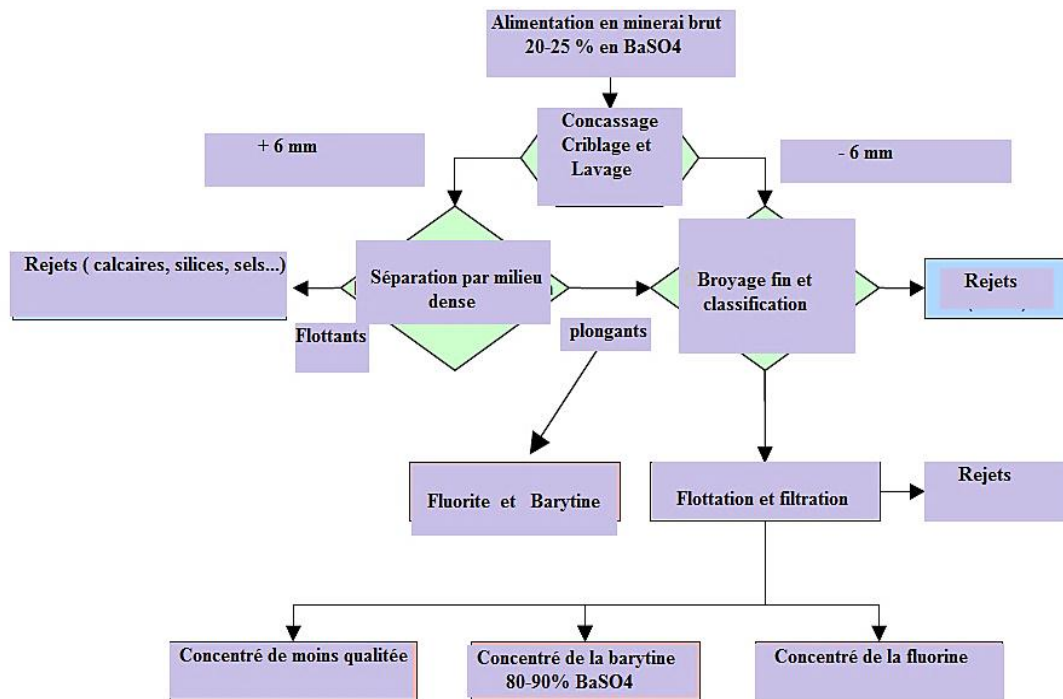 Alimentation en minerai brut
20-25 % en BaSO4
Concassage
Criblage et
Lavage
+ 6 mm
- 6 mm
Rejets ( calcaires, silices, sels...)
Séparation par milieu
dense
Broyage fin et
classification
Rejets
Flottants
plongants
Fluorite et Barytine
Flottation et filtration
Rejets
Concentré de moins qualitée
Concentré de la barytine
80-90% BaSO4
Concentré de la fluorine